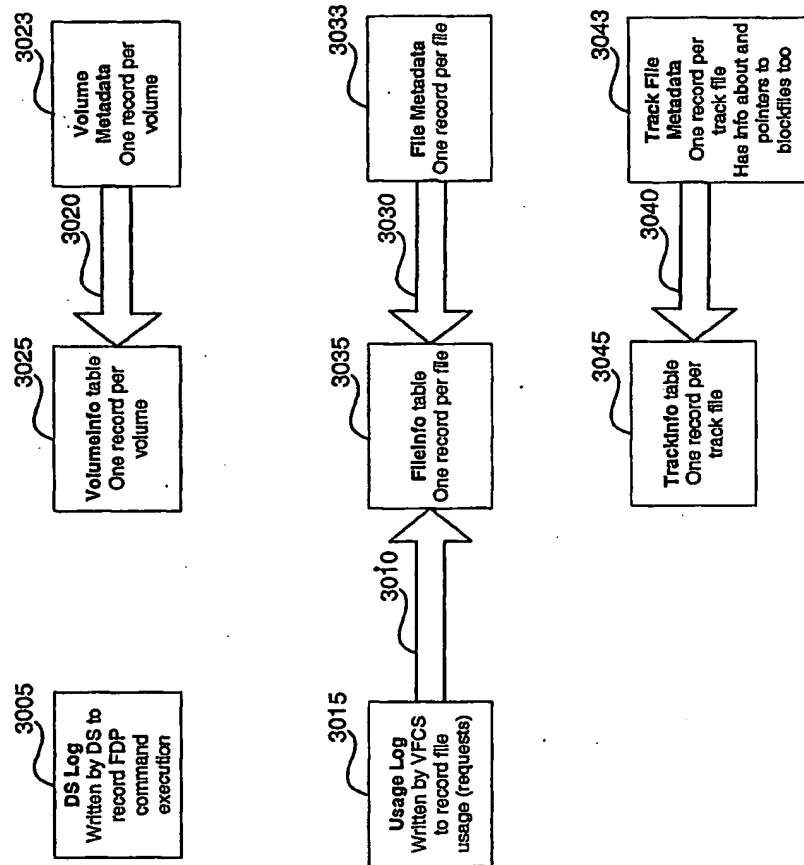 3005
DS Log
Written by DS to
record FDP
command
execution
3025
VolumeInfo table
One record per
volume
3020
3023
Volume
Metadata
One record per
volume
3015
Usage Log
Written by VFCS
to record file
usage (requests)
3010
3035
FileInfo table
One record per file
3030
3033
File Metadata
One record per file
3045
TrackInfo table
One record per
track file
3040
3043
Track File
Metadata
One record per
track file
Has info about and
pointers to
blockfiles too